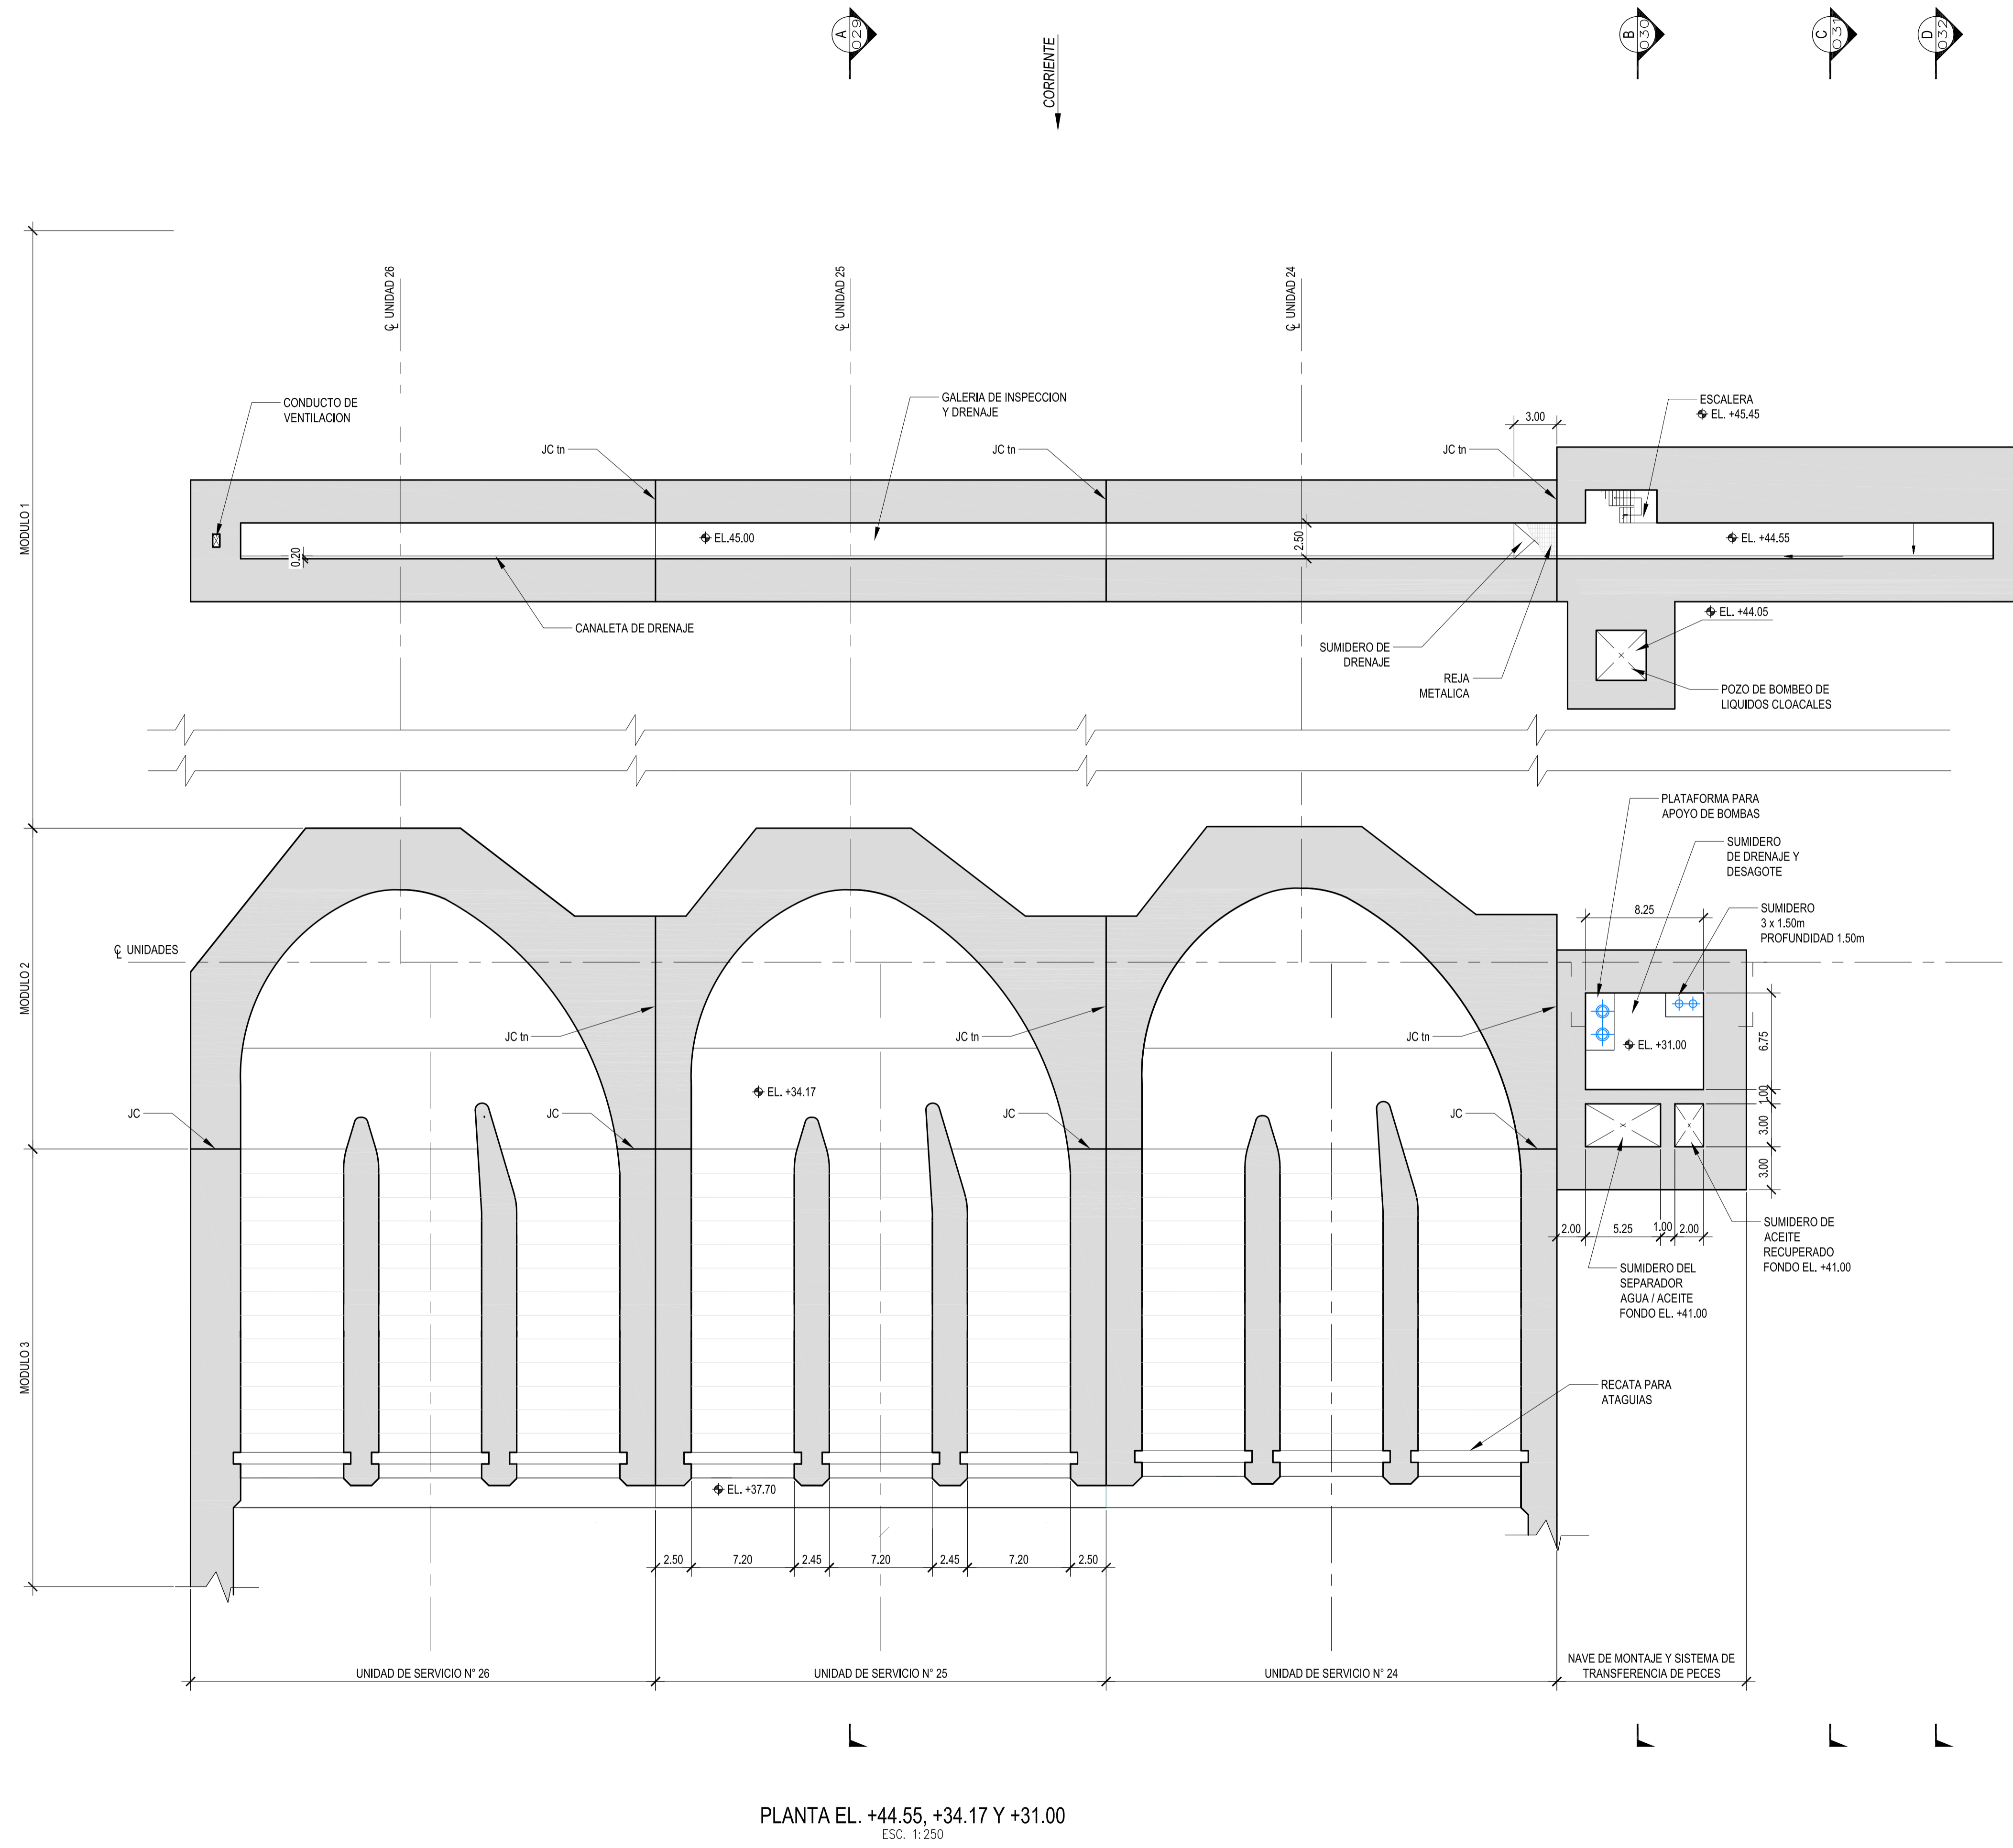 A
029
B
030
C
031
D
032
CORRIENTE
℄ UNIDAD 26
℄ UNIDAD 25
℄ UNIDAD 24
MODULO 1
CONDUCTO DE
VENTILACION
JC tn
GALERIA DE INSPECCION
Y DRENAJE
JC tn
JC tn
3.00
ESCALERA
EL. +45.45
0.20
EL.45.00
2.50
EL. +44.55
CANALETA DE DRENAJE
SUMIDERO DE
DRENAJE
REJA
METALICA
EL. +44.05
POZO DE BOMBEO DE
LIQUIDOS CLOACALES
PLATAFORMA PARA
APOYO DE BOMBAS
SUMIDERO
DE DRENAJE Y
DESAGOTE
SUMIDERO
3 x 1.50m
PROFUNDIDAD 1.50m
8.25
℄ UNIDADES
MODULO 2
JC tn
JC tn
JC tn
EL. +31.00
6.75
1.00
3.00
3.00
EL. +34.17
JC
JC
JC
JC
2.00
5.25
1.00
2.00
SUMIDERO DE
ACEITE
RECUPERADO
FONDO EL. +41.00
SUMIDERO DEL
SEPARADOR
AGUA / ACEITE
FONDO EL. +41.00
MODULO 3
RECATA PARA
ATAGUIAS
EL. +37.70
2.50
7.20
2.45
7.20
2.45
7.20
2.50
UNIDAD DE SERVICIO N° 26
UNIDAD DE SERVICIO N° 25
UNIDAD DE SERVICIO N° 24
NAVE DE MONTAJE Y SISTEMA DE
TRANSFERENCIA DE PECES
PLANTA EL. +44.55, +34.17 Y +31.00
ESC. 1:250